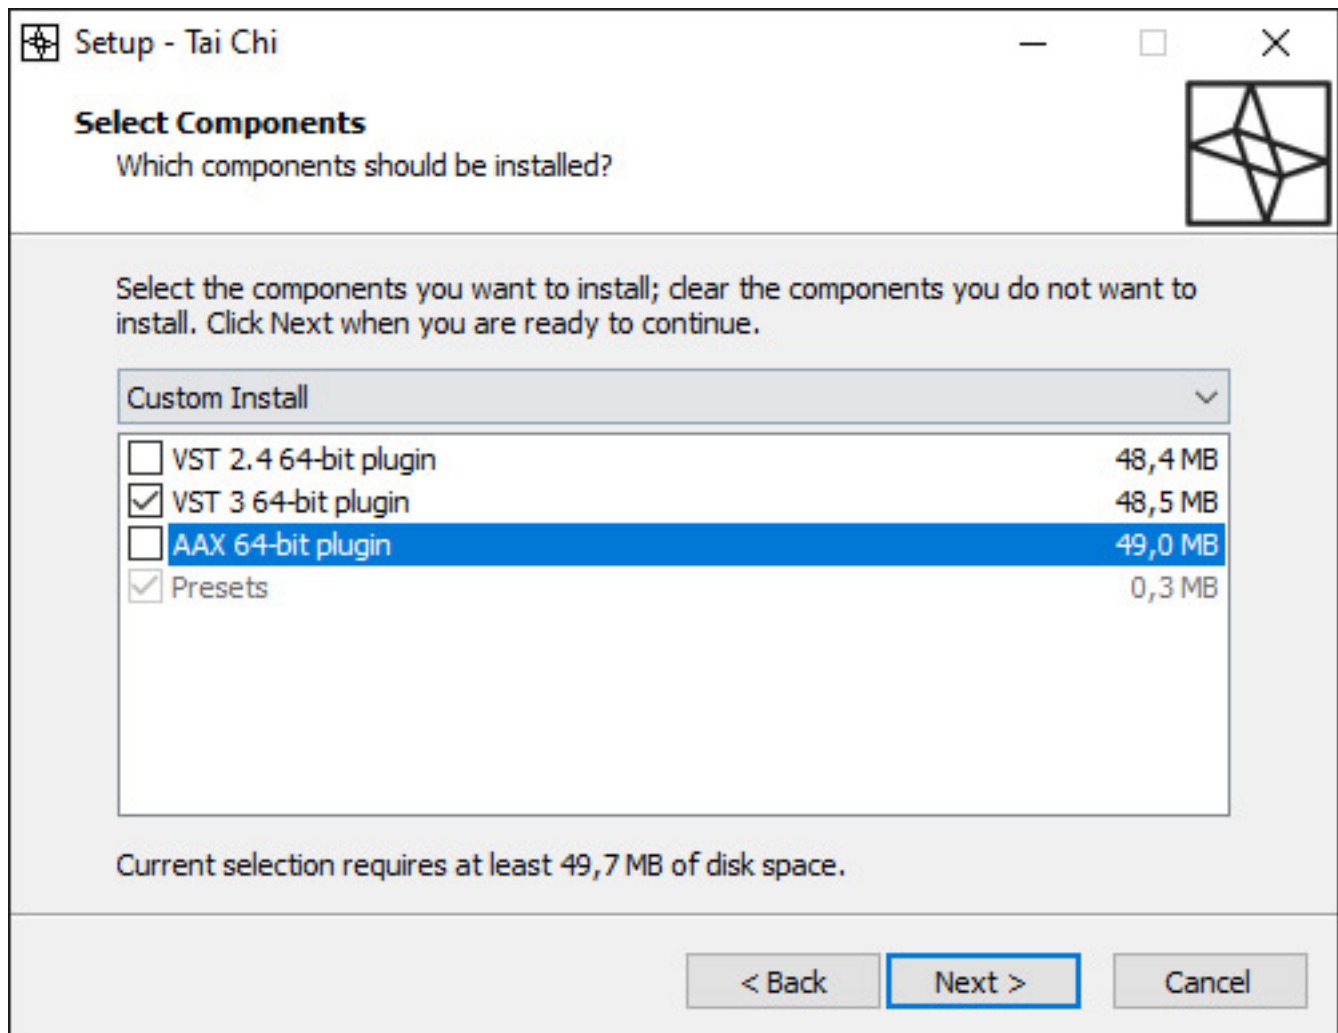 Setup - Tai Chi
Select Components
Which components should be installed?
Select the components you want to install; clear the components you do not want to
install. Click Next when you are ready to continue.
Custom Install
VST 2.4 64-bit plugin 48,4 MB
VST 3 64-bit plugin 48,5 MB
AAX 64-bit plugin 49,0 MB
Presets 0,3 MB
Current selection requires at least 49,7 MB of disk space.
< Back Next > Cancel